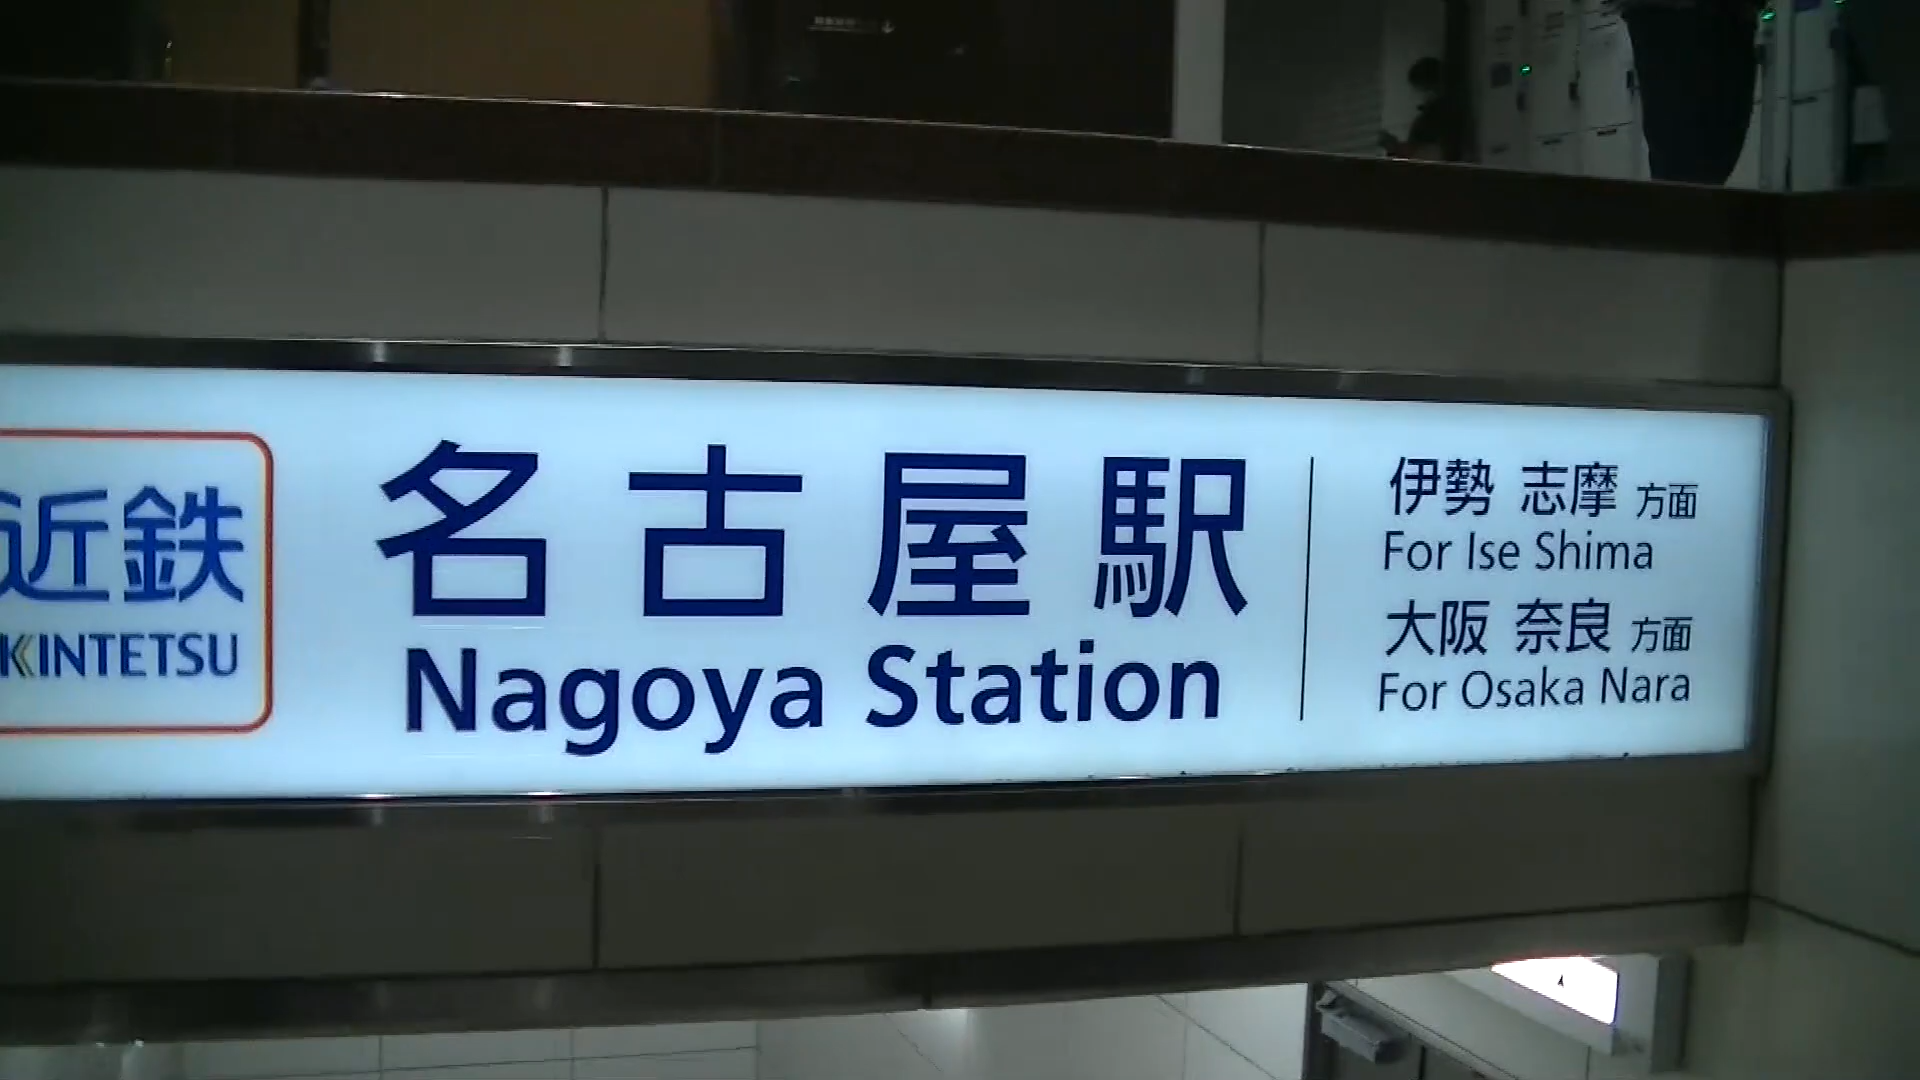 近鉄
KINTETSU
名古屋駅
Nagoya Station
伊勢 志摩 方面
For Ise Shima
大阪 奈良 方面
For Osaka Nara